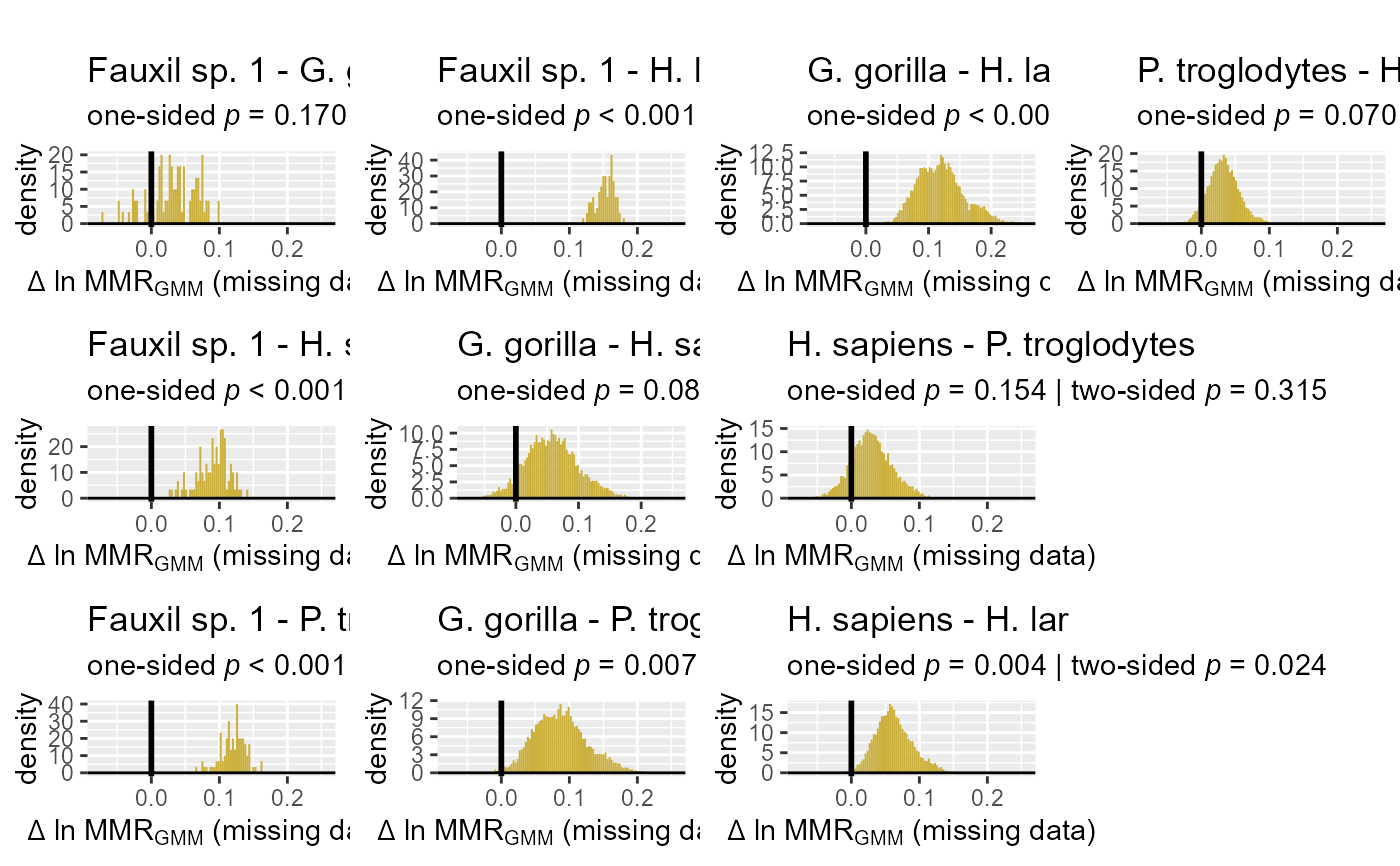 Fauxil sp. 1 - G.
one-sided p = 0.170
density
20
15
10
5
0
0.0 0.1 0.2
Δ ln MMRGMM (missing da
Fauxil sp. 1 - H.
one-sided p < 0.001
density
40
30
20
10
0
0.0 0.1 0.2
Δ ln MMRGMM (missing da
G. gorilla - H. la
one-sided p < 0.00
density
12.5
10.0
7.5
5.0
2.5
0.0
0.0 0.1 0.2
Δ ln MMRGMM (missing
P. troglodytes - H
one-sided p = 0.070
density
20
15
10
5
0
0.0 0.1 0.2
Δ ln MMRGMM (missing da
Fauxil sp. 1 - H.
one-sided p < 0.001
density
20
10
0
0.0 0.1 0.2
Δ ln MMRGMM (missing da
G. gorilla - H. sa
one-sided p = 0.08
density
10.0
7.5
5.0
2.5
0.0
0.0 0.1 0.2
Δ ln MMRGMM (missing
H. sapiens - P. troglodytes
one-sided p = 0.154 | two-sided p = 0.315
density
15
10
5
0
0.0 0.1 0.2
Δ ln MMRGMM (missing data)
Fauxil sp. 1 - P. t
one-sided p < 0.001
density
40
30
20
10
0
0.0 0.1 0.2
Δ ln MMRGMM (missing da
G. gorilla - P. trog
one-sided p = 0.007
density
12
9
6
3
0
0.0 0.1 0.2
Δ ln MMRGMM (missing da
H. sapiens - H. lar
one-sided p = 0.004 | two-sided p = 0.024
density
15
10
5
0
0.0 0.1 0.2
Δ ln MMRGMM (missing data)